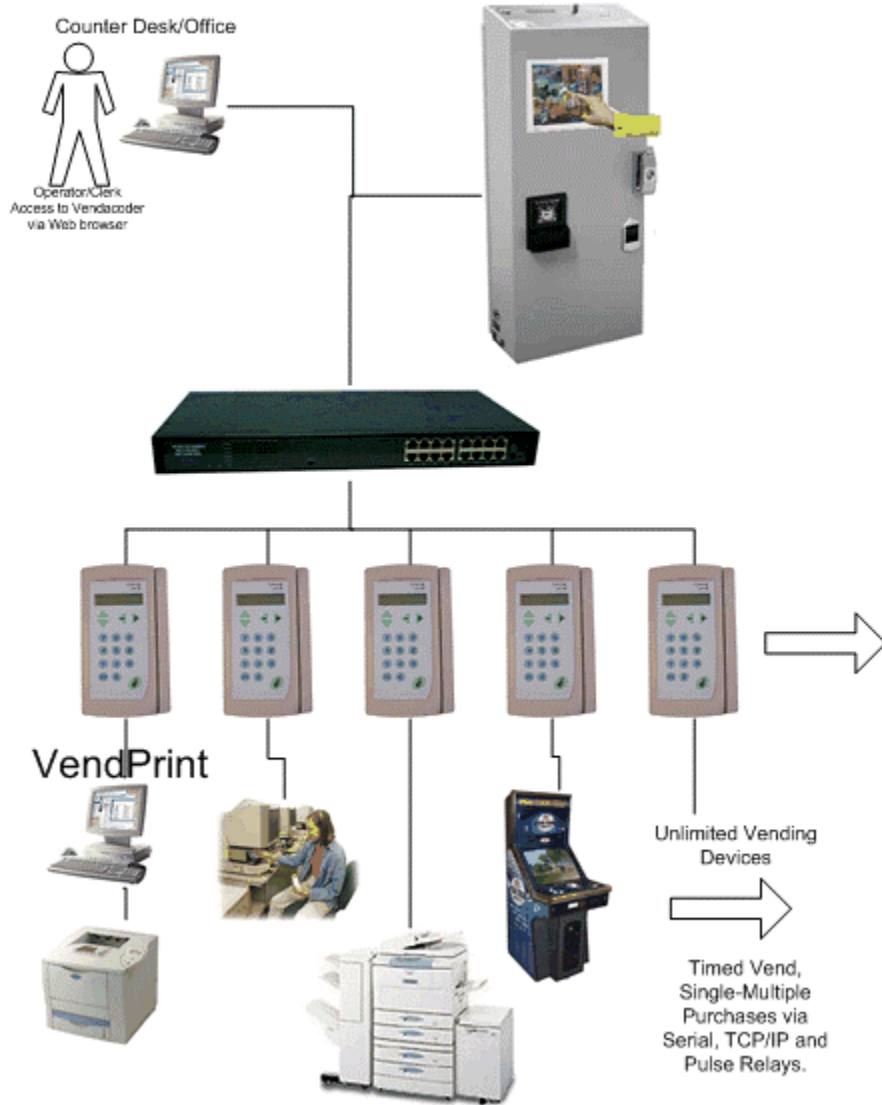 Counter Desk/Office
Operator/Clerk
Access to Vendacoder
via Web browser
VendPrint
Unlimited Vending
Devices
Timed Vend,
Single-Multiple
Purchases via
Serial, TCP/IP and
Pulse Relays.